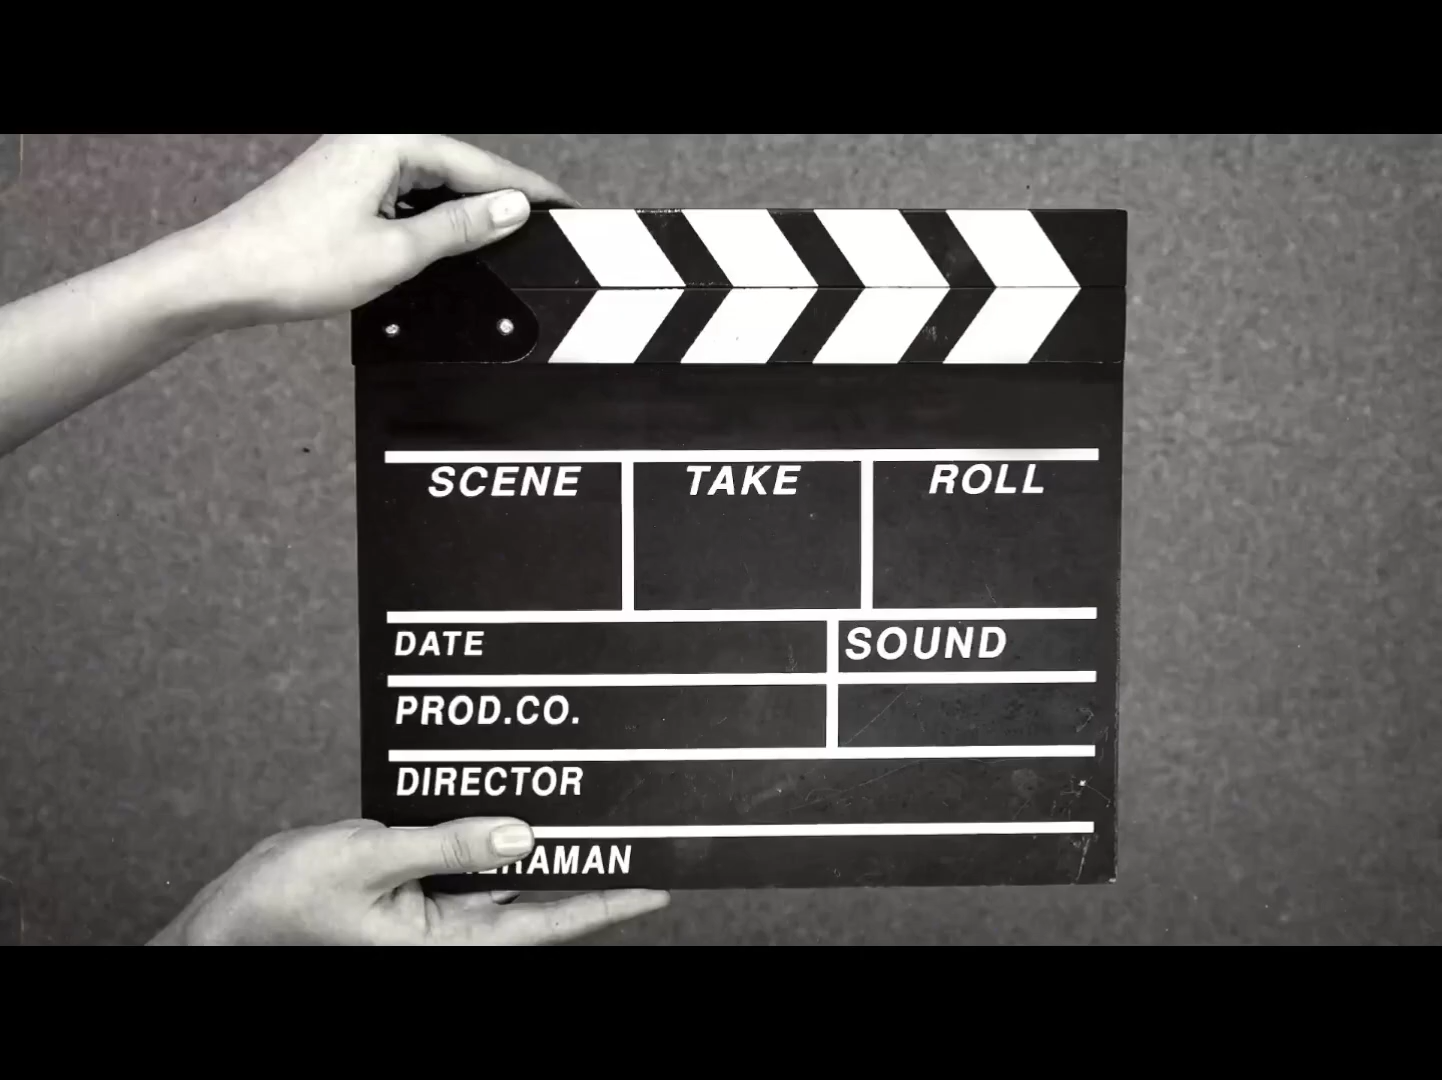 SCENE TAKE ROLL
DATE SOUND
PROD.CO.
DIRECTOR